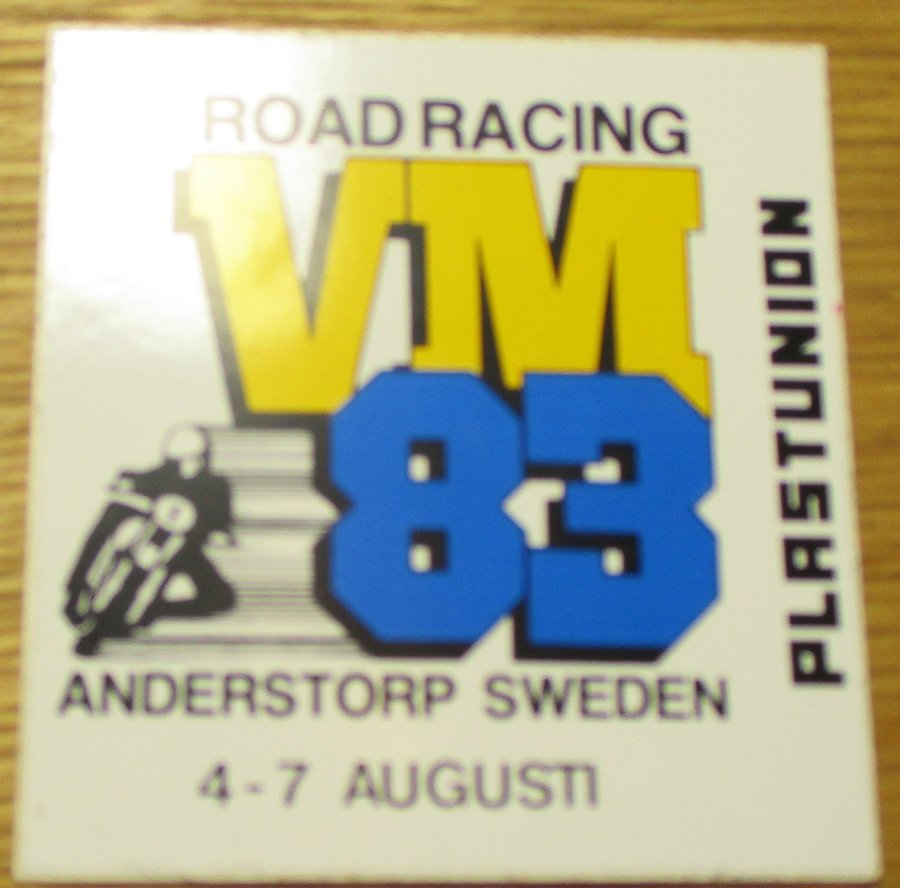 ROAD RACING
VM
83
ANDERSTORP SWEDEN
4-7 AUGUSTI
PLASTUNION